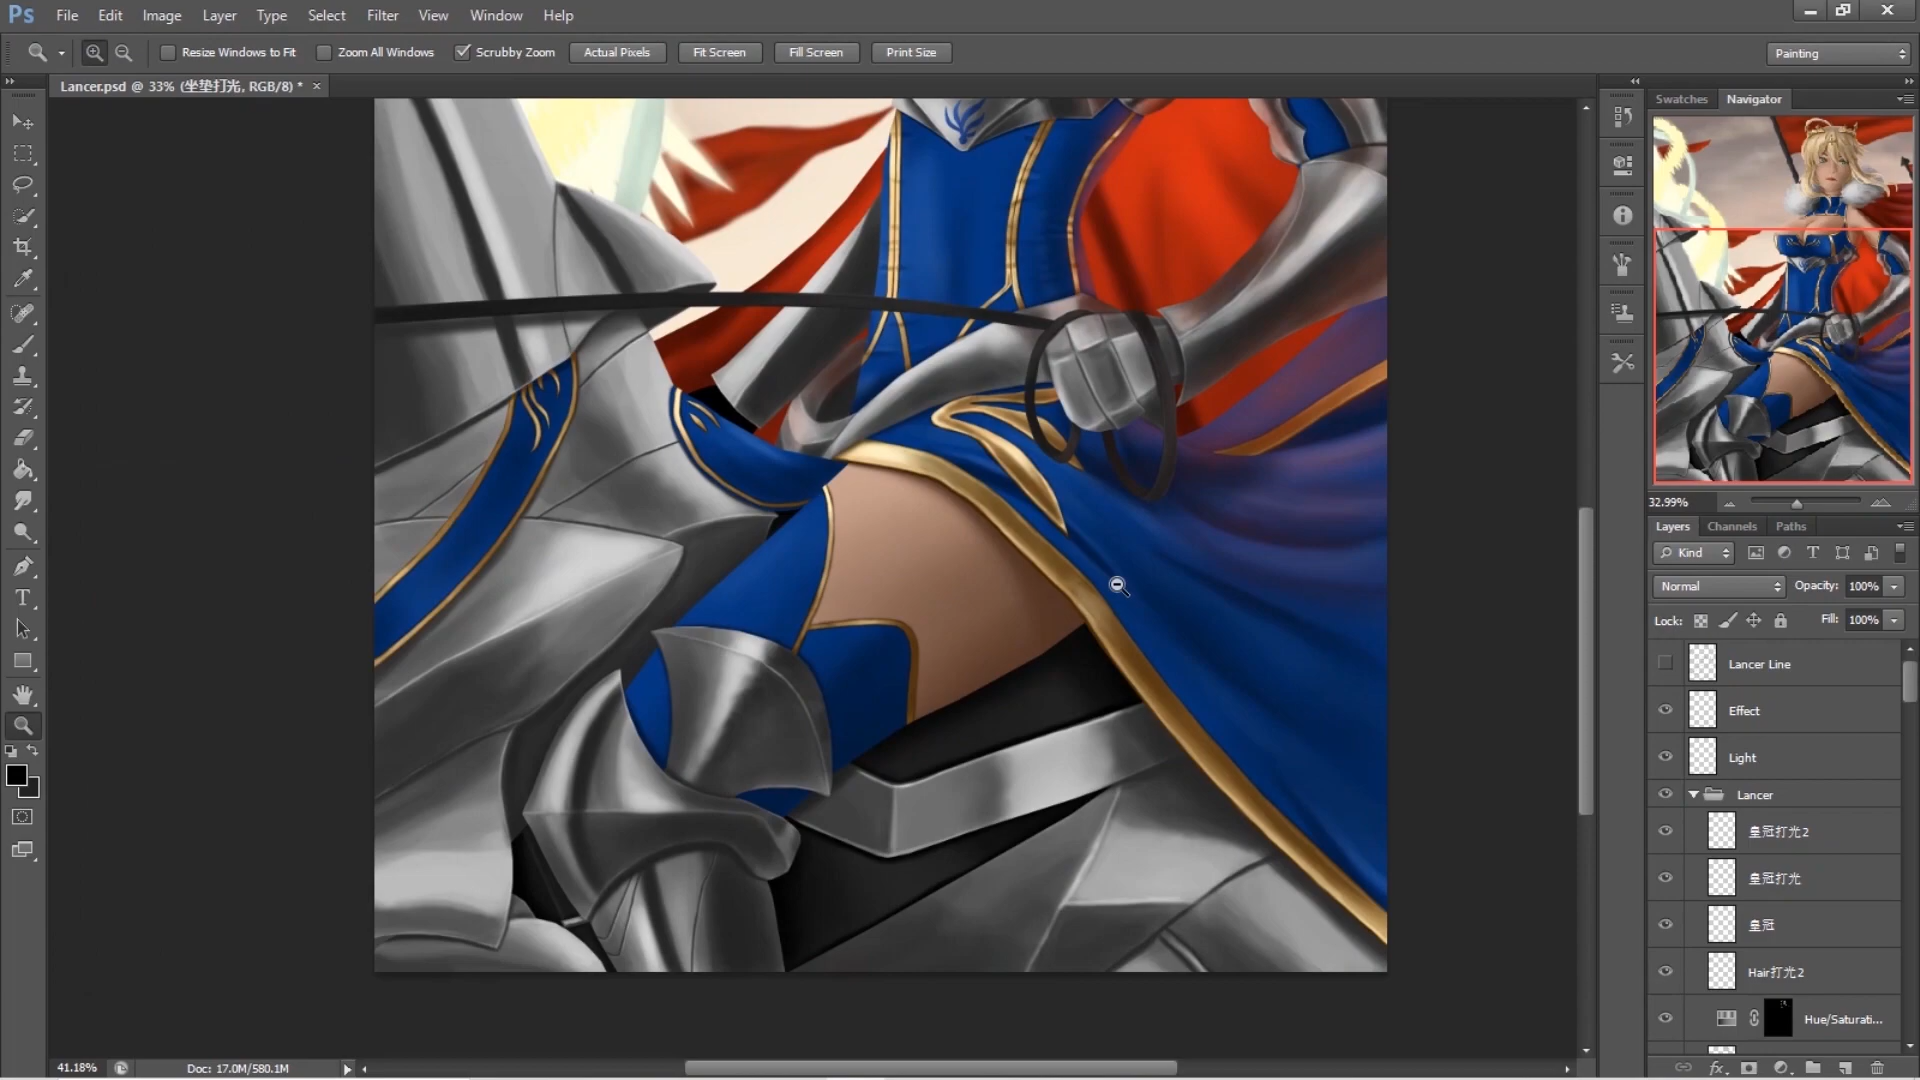 Ps File Edit Image Layer Type Select Filter View Window Help
Resize Windows to Fit Zoom All Windows Scrubby Zoom Actual Pixels Fit Screen Fill Screen Print Size Painting
Lancer.psd @ 33% (坐垫打光, RGB/8) * ×
Swatches Navigator
32.99%
Layers Channels Paths
Kind
Normal Opacity: 100%
Lock: Fill: 100%
Lancer Line
Effect
Light
Lancer
皇冠打光2
皇冠打光
皇冠
Hair打光2
Hue/Saturati...
41.18% Doc: 17.0M/580.1M